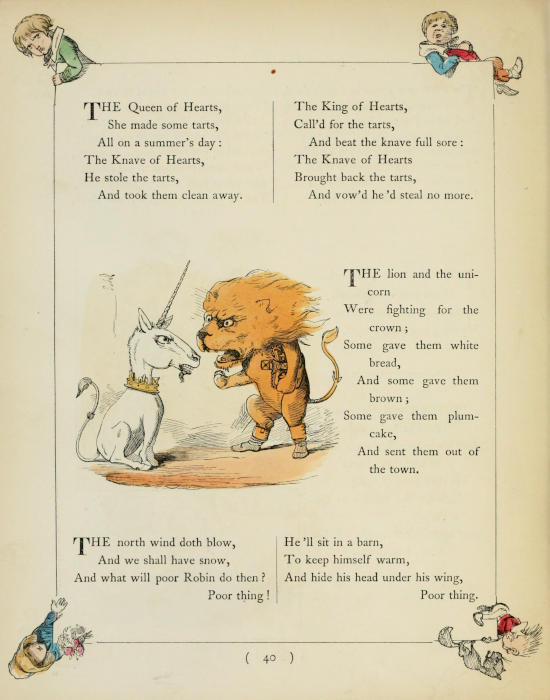 THE Queen of Hearts,
She made some tarts,
All on a summer's day:
The Knave of Hearts,
He stole the tarts,
And took them clean away.
The King of Hearts,
Call'd for the tarts,
And beat the knave full sore:
The Knave of Hearts
Brought back the tarts,
And vow'd he'd steal no more.
THE lion and the uni-
corn
Were fighting for the
crown;
Some gave them white
bread,
And some gave them
brown;
Some gave them plum-
cake,
And sent them out of
the town.
THE north wind doth blow,
And we shall have snow,
And what will poor Robin do then?
Poor thing!
He'll sit in a barn,
To keep himself warm,
And hide his head under his wing,
Poor thing.
( 40 )